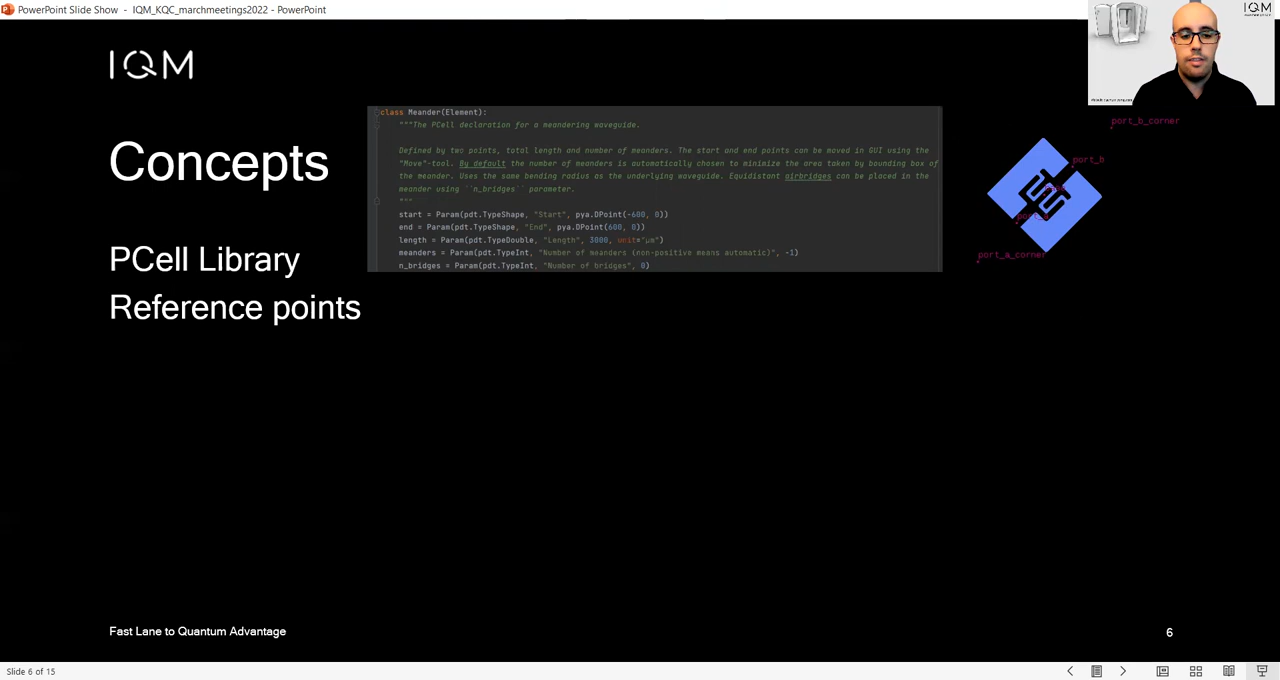 PowerPoint Slide Show - IQM_KQC_marchmeetings2022 - PowerPoint
IQM
IQM
Concepts
PCell Library
Reference points
class Meander(Element):
"""The PCell declaration for a meandering waveguide.
Defined by two points, total length and number of meanders. The start and end points can be moved in GUI using the
"Move"-tool. By default the number of meanders is automatically chosen to minimize the area taken by bounding box of
the meander. Uses the same bending radius as the underlying waveguide. Equidistant airbridges can be placed in the
meander using ``n_bridges`` parameter.
"""
start = Param(pdt.TypeShape, "Start", pya.DPoint(-600, 0))
end = Param(pdt.TypeShape, "End", pya.DPoint(600, 0))
length = Param(pdt.TypeDouble, "Length", 3000, unit="μm")
meanders = Param(pdt.TypeInt, "Number of meanders (non-positive means automatic)", -1)
n_bridges = Param(pdt.TypeInt, "Number of bridges", 0)
port_b_corner
port_b
port_a_corner
Fast Lane to Quantum Advantage
6
Slide 6 of 15